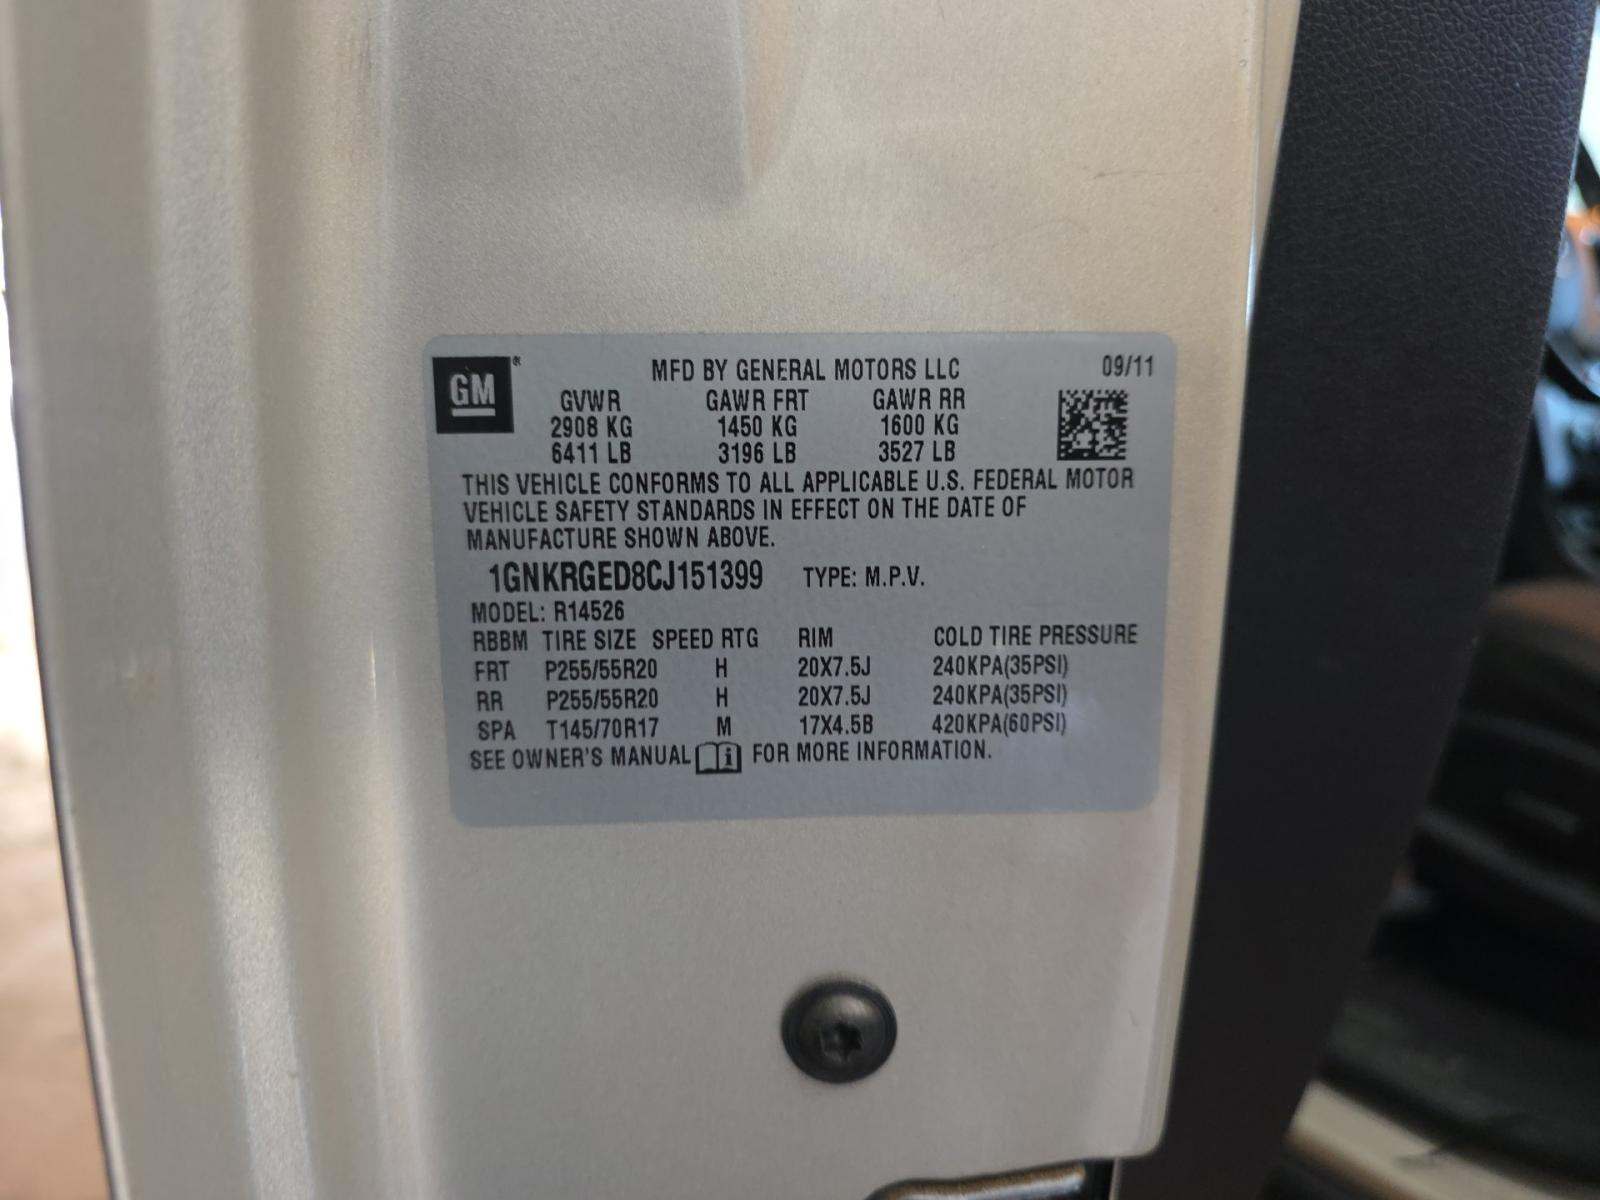 GM® MFD BY GENERAL MOTORS LLC 09/11
GVWR GAWR FRT GAWR RR
2908 KG 1450 KG 1600 KG
6411 LB 3196 LB 3527 LB
THIS VEHICLE CONFORMS TO ALL APPLICABLE U.S. FEDERAL MOTOR
VEHICLE SAFETY STANDARDS IN EFFECT ON THE DATE OF
MANUFACTURE SHOWN ABOVE.
1GNKRGED8CJ151399 TYPE: M.P.V.
MODEL: R14526
RBBM TIRE SIZE SPEED RTG RIM COLD TIRE PRESSURE
FRT P255/55R20 H 20X7.5J 240KPA(35PSI)
RR P255/55R20 H 20X7.5J 240KPA(35PSI)
SPA T145/70R17 M 17X4.5B 420KPA(60PSI)
SEE OWNER'S MANUAL i FOR MORE INFORMATION.